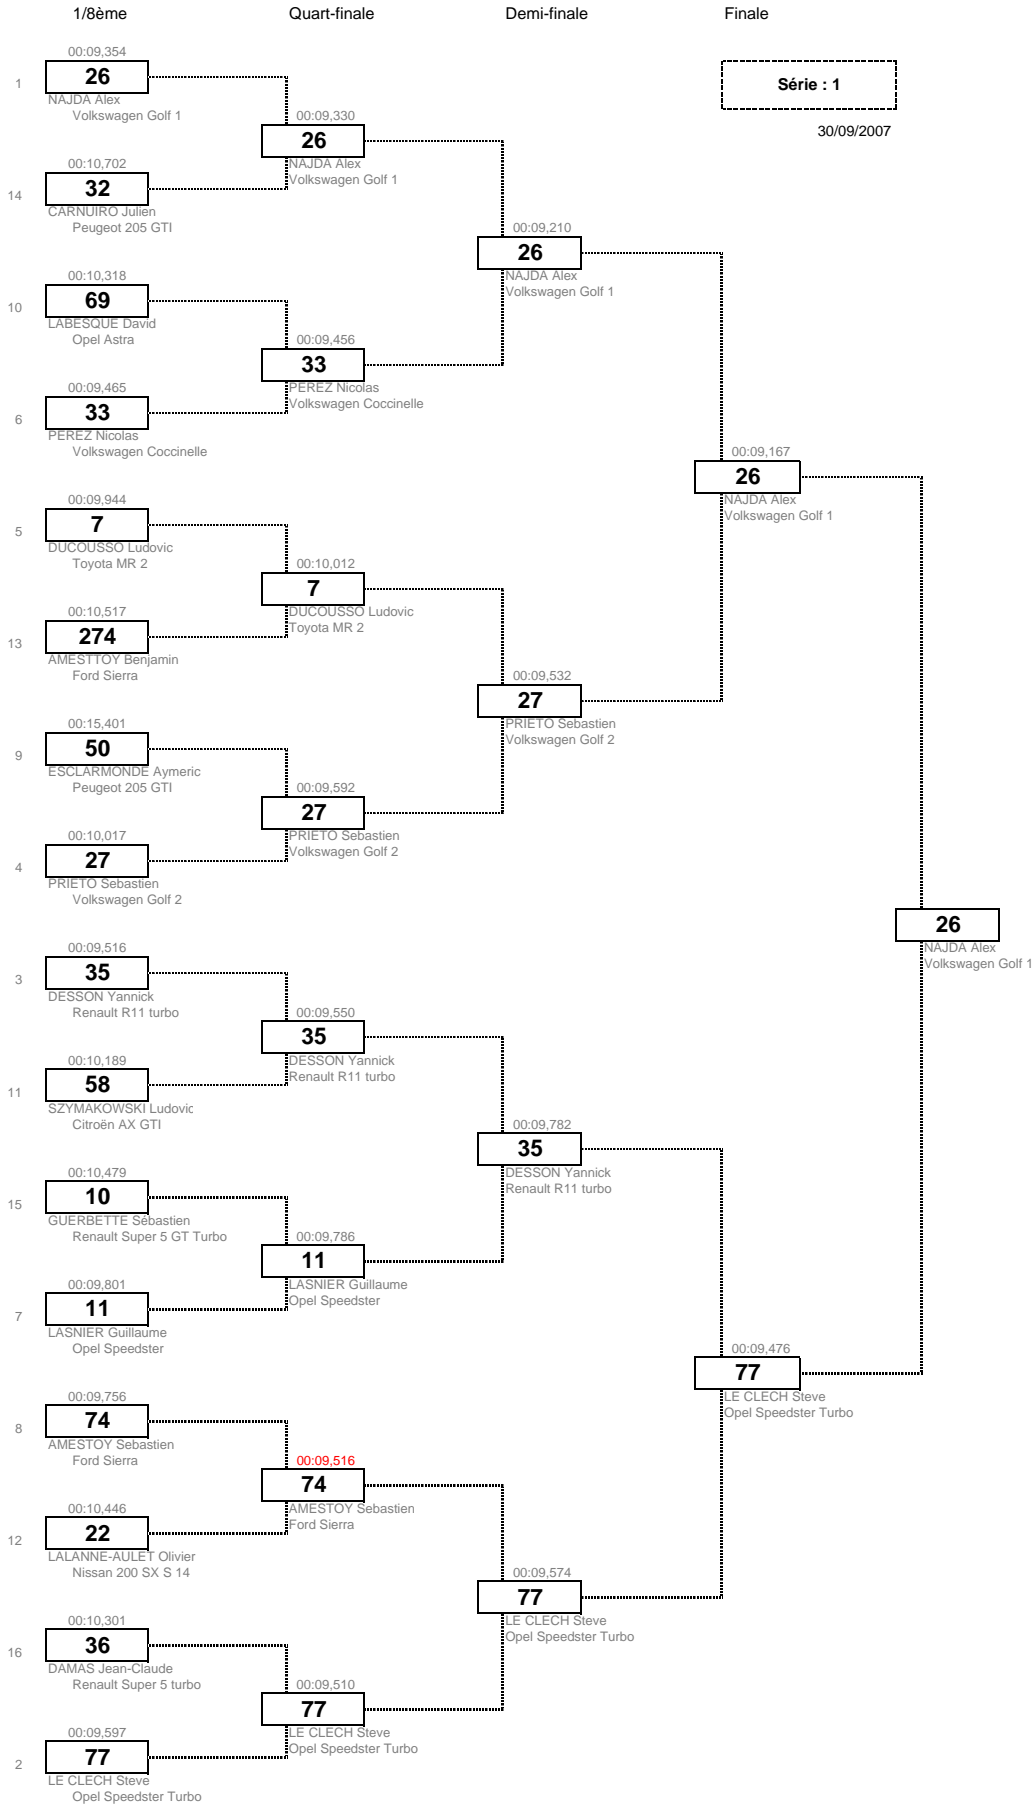 1/8ème Quart-finale Demi-finale Finale
00:09,354
1 26
NAJDA Alex
Volkswagen Golf 1
Série : 1
30/09/2007
00:09,330
26
NAJDA Alex
Volkswagen Golf 1
00:10,702
14 32
CARNUIRO Julien
Peugeot 205 GTI
00:09,210
26
NAJDA Alex
Volkswagen Golf 1
00:10,318
10 69
LABESQUE David
Opel Astra
00:09,456
33
PEREZ Nicolas
Volkswagen Coccinelle
00:09,465
6 33
PEREZ Nicolas
Volkswagen Coccinelle
00:09,167
26
NAJDA Alex
Volkswagen Golf 1
00:09,944
5 7
DUCOUSSO Ludovic
Toyota MR 2
00:10,012
7
DUCOUSSO Ludovic
Toyota MR 2
00:10,517
13 274
AMESTTOY Benjamin
Ford Sierra
00:09,532
27
PRIETO Sebastien
Volkswagen Golf 2
00:15,401
9 50
ESCLARMONDE Aymeric
Peugeot 205 GTI
00:09,592
27
PRIETO Sebastien
Volkswagen Golf 2
00:10,017
4 27
PRIETO Sebastien
Volkswagen Golf 2
26
NAJDA Alex
Volkswagen Golf 1
00:09,516
3 35
DESSON Yannick
Renault R11 turbo
00:09,550
35
DESSON Yannick
Renault R11 turbo
00:10,189
11 58
SZYMAKOWSKI Ludovic
Citroën AX GTI
00:09,782
35
DESSON Yannick
Renault R11 turbo
00:10,479
15 10
GUERBETTE Sébastien
Renault Super 5 GT Turbo
00:09,786
11
LASNIER Guillaume
Opel Speedster
00:09,801
7 11
LASNIER Guillaume
Opel Speedster
00:09,476
77
LE CLECH Steve
Opel Speedster Turbo
00:09,756
8 74
AMESTOY Sebastien
Ford Sierra
00:09,516
74
AMESTOY Sebastien
Ford Sierra
00:10,446
12 22
LALANNE-AULET Olivier
Nissan 200 SX S 14
00:09,574
77
LE CLECH Steve
Opel Speedster Turbo
00:10,301
16 36
DAMAS Jean-Claude
Renault Super 5 turbo
00:09,510
77
LE CLECH Steve
Opel Speedster Turbo
00:09,597
2 77
LE CLECH Steve
Opel Speedster Turbo